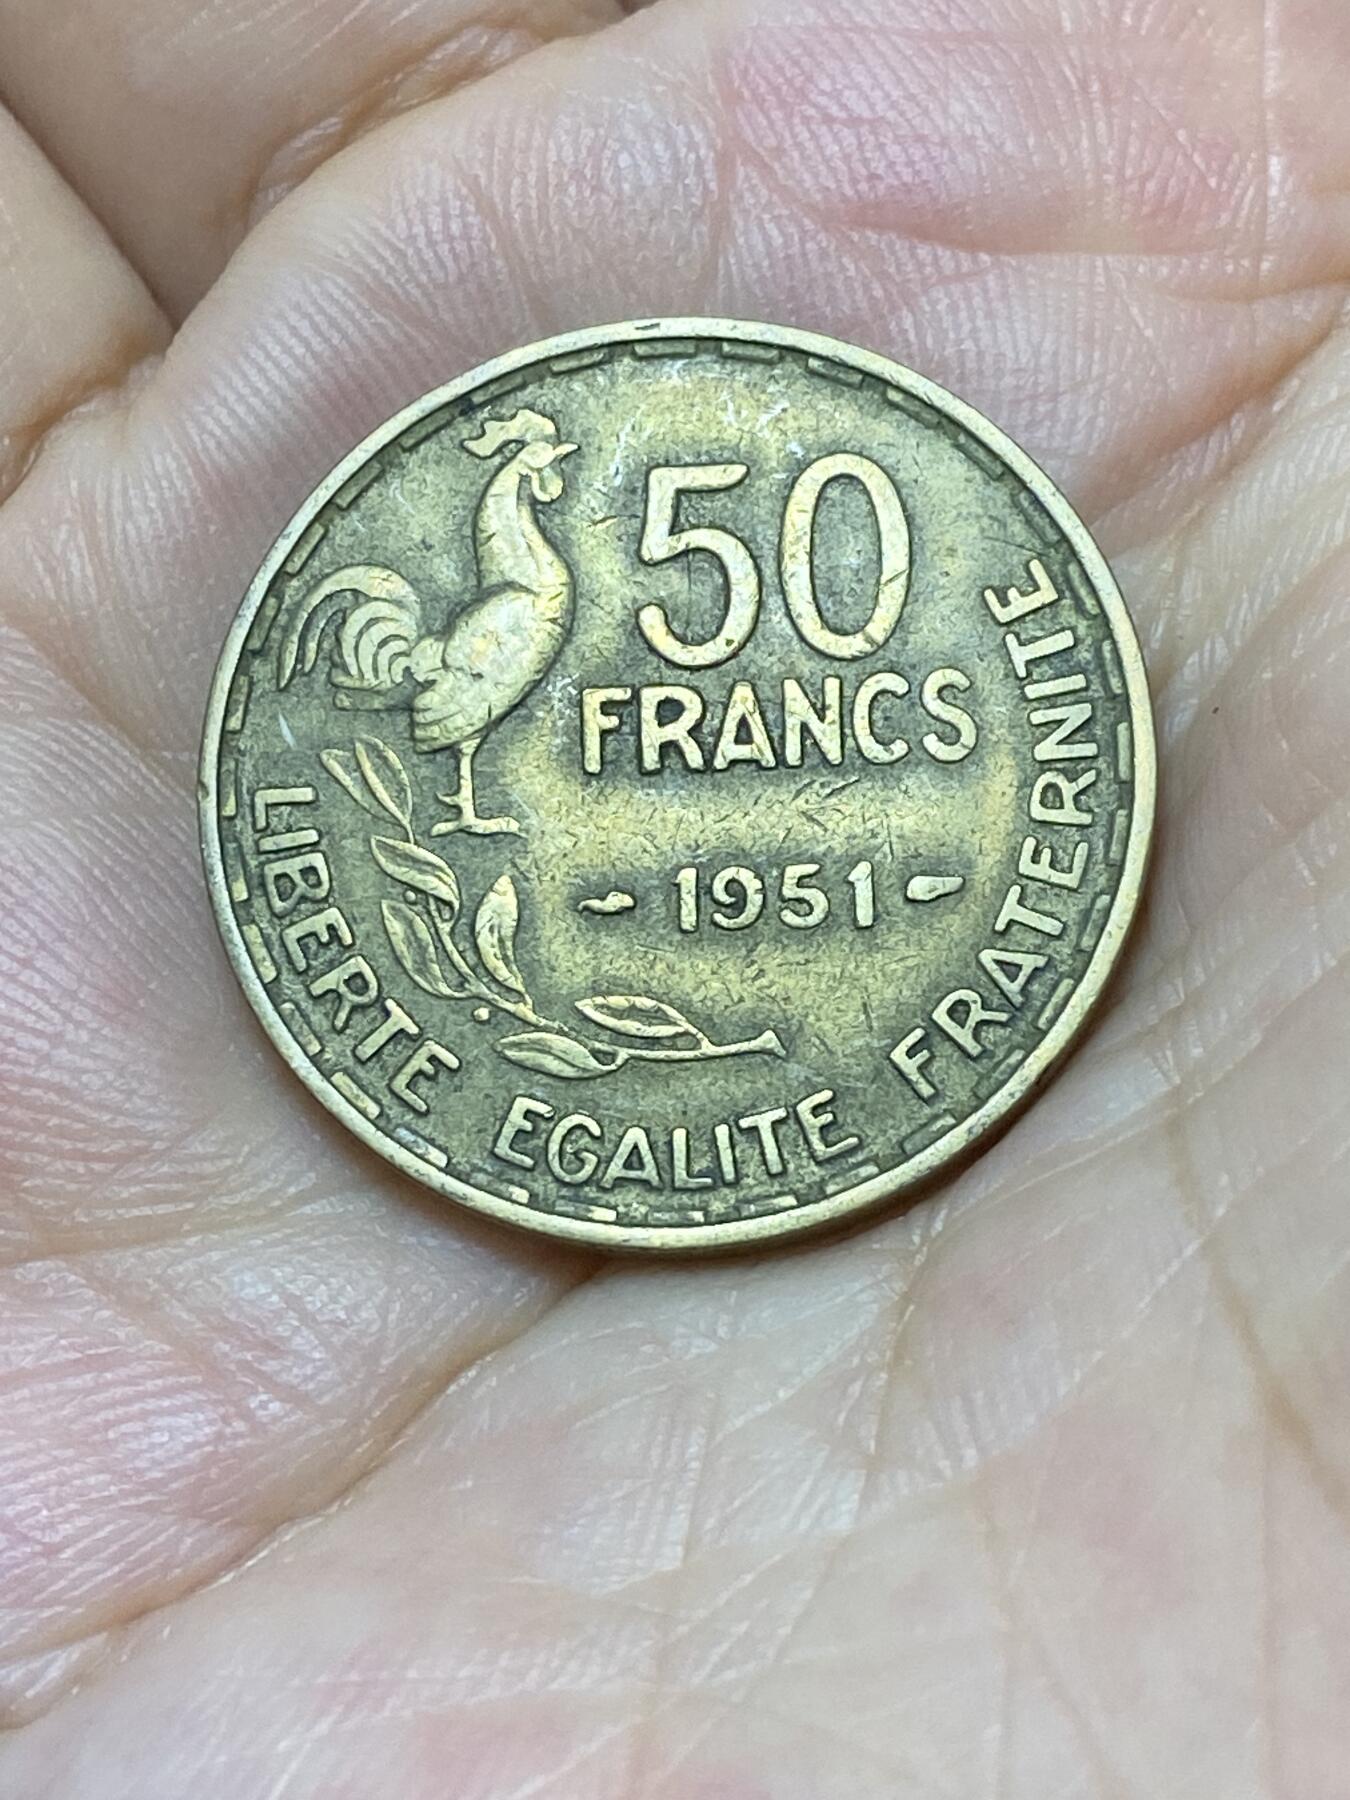 50
FRANCS
- 1951 -
LIBERTE EGALITE FRATERNITE